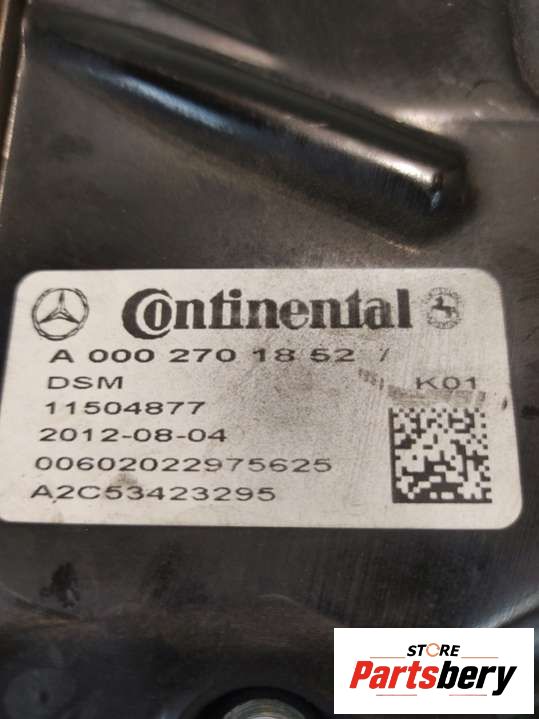 Continental
A 000 270 18 52 /
DSM K01
11504877
2012-08-04
00602022975625
A2C53423295
STORE
Partsbery